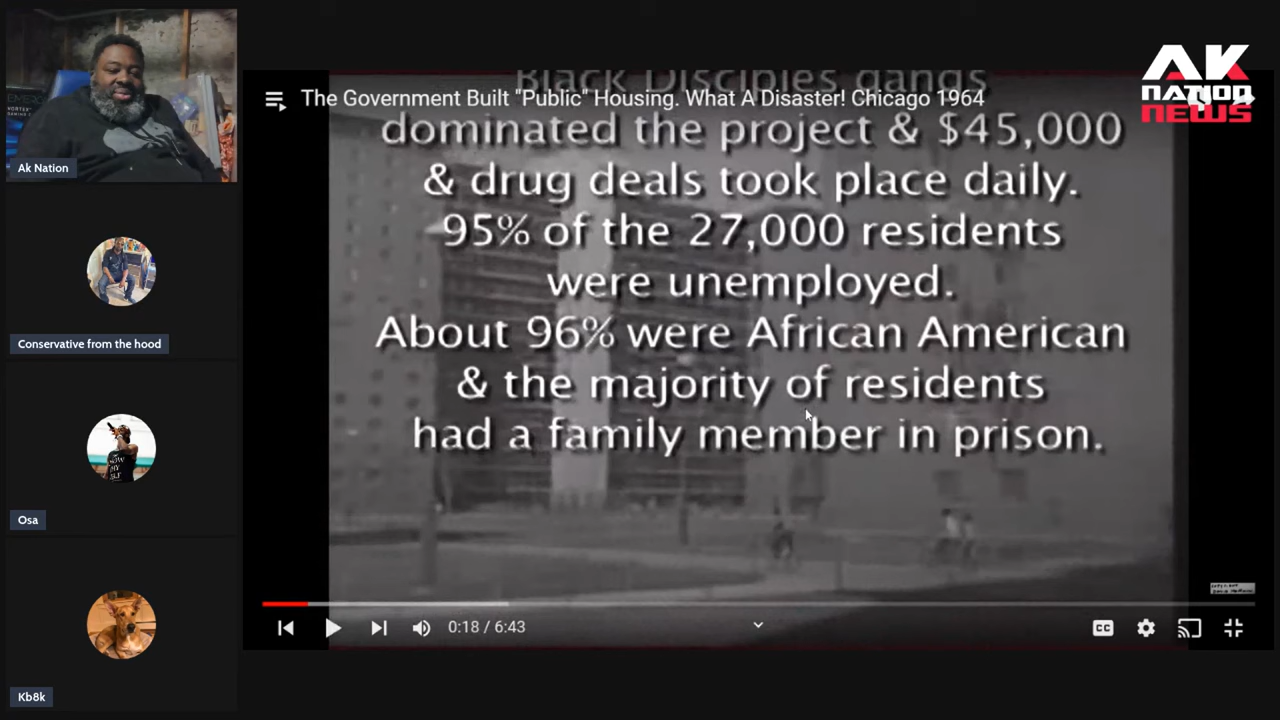 Ak Nation
Conservative from the hood
Osa
Kb8k
The Government Built "Public" Housing. What A Disaster! Chicago 1964
Black Disciples gangs
dominated the project & $45,000
& drug deals took place daily.
95% of the 27,000 residents
were unemployed.
About 96% were African American
& the majority of residents
had a family member in prison.
0:18 / 6:43
CC
AK
NATION
NEWS